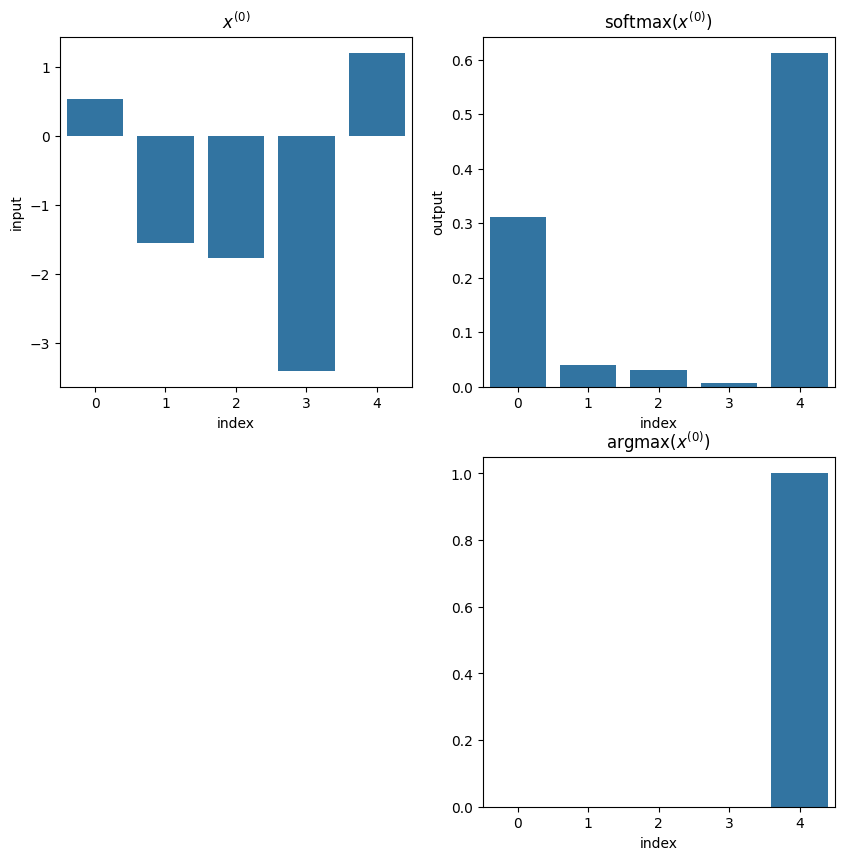 x^(0)
1
0
−1
−2
−3
input
0 1 2 3 4
index
softmax(x^(0))
0.6
0.5
0.4
0.3
0.2
0.1
0.0
output
0 1 2 3 4
index
argmax(x^(0))
1.0
0.8
0.6
0.4
0.2
0.0
0 1 2 3 4
index